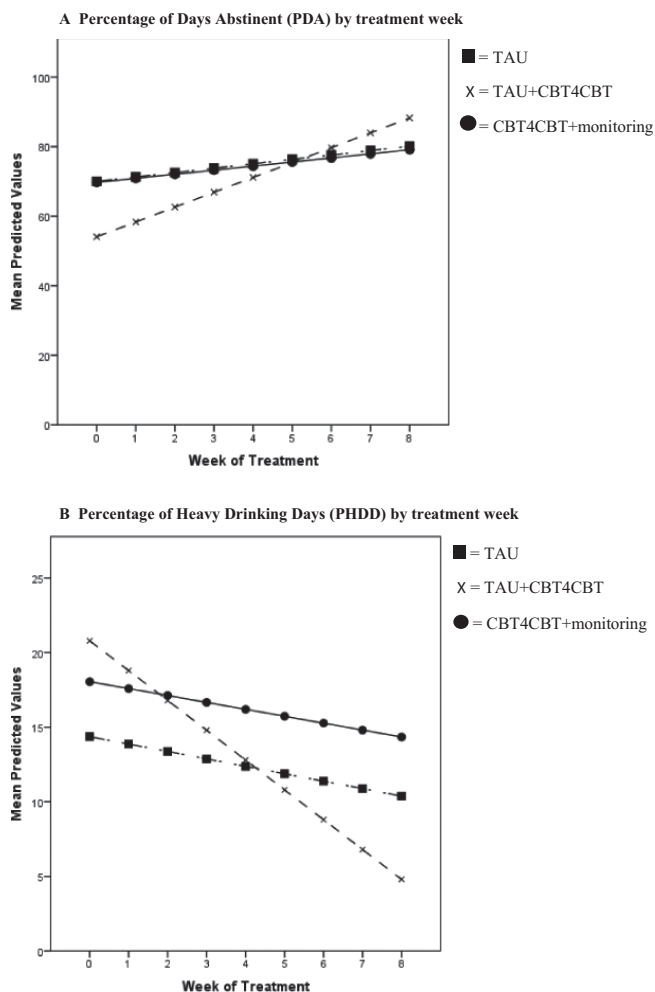 A Percentage of Days Abstinent (PDA) by treatment week
= TAU
x = TAU+CBT4CBT
= CBT4CBT+monitoring
100
80
60
40
20
0
Mean Predicted Values
0 1 2 3 4 5 6 7 8
Week of Treatment
B Percentage of Heavy Drinking Days (PHDD) by treatment week
= TAU
x = TAU+CBT4CBT
= CBT4CBT+monitoring
25
20
15
10
5
0
Mean Predicted Values
0 1 2 3 4 5 6 7 8
Week of Treatment